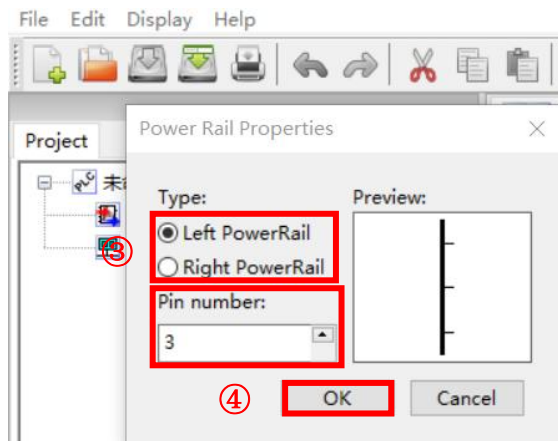 File Edit Display Help
Project
Power Rail Properties
PLC 未
Type:
Preview:
Left PowerRail
③
Right PowerRail
Pin number:
3
④
OK
Cancel